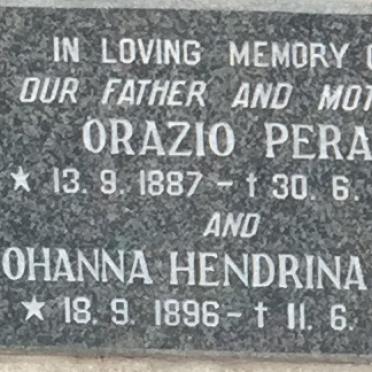 IN LOVING MEMORY
OUR FATHER AND MOT
ORAZIO PERA
★ 13. 9. 1887 - † 30. 6.
AND
OHANNA HENDRINA
★ 18. 9. 1896 - † 11. 6.